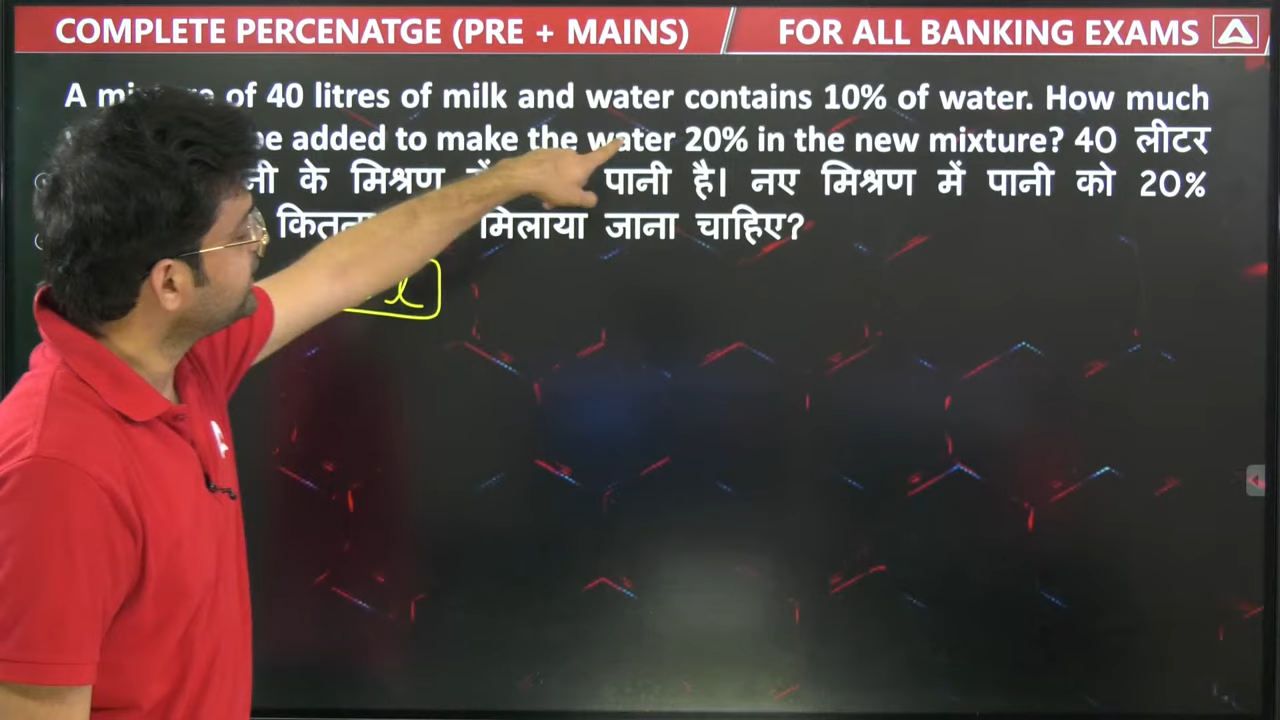 COMPLETE PERCENATGE (PRE + MAINS)
FOR ALL BANKING EXAMS
A of 40 litres of milk and water contains 10% of water. How much
be added to make the water 20% in the new mixture? 40 लीटर
के मिश्रण पानी है। नए मिश्रण में पानी को 20%
मिलाया जाना चाहिए?